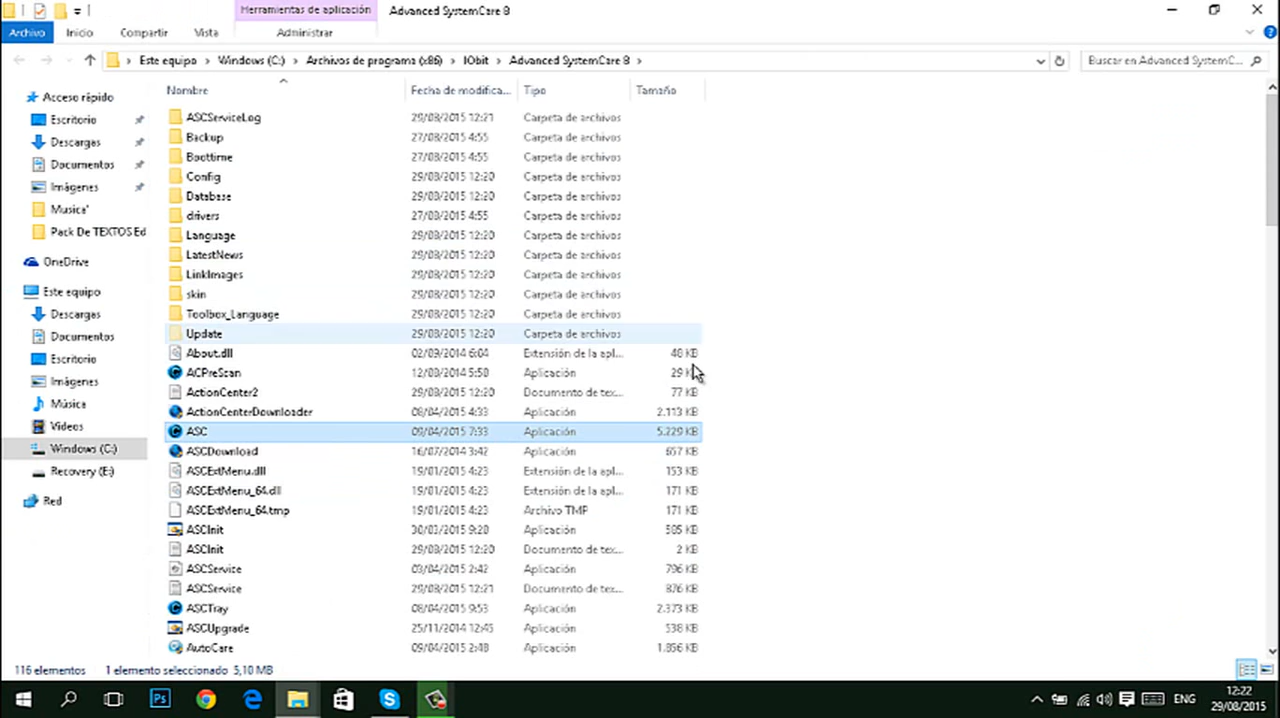 Herramientas de aplicación Advanced SystemCare 8
Archivo Inicio Compartir Vista Administrar
Este equipo Windows (C:) Archivos de programa (x86) IObit Advanced SystemCare 8 Buscar en Advanced SystemC...
Nombre Fecha de modifica... Tipo Tamaño
Acceso rápido
Escritorio
Descargas
Documentos
Imágenes
Musica'
Pack De TEXTOS Ed
OneDrive
Este equipo
Descargas
Documentos
Escritorio
Imágenes
Música
Vídeos
Windows (C:)
Recovery (E:)
Red
ASCServiceLog 29/08/2015 12:21 Carpeta de archivos
Backup 27/08/2015 4:55 Carpeta de archivos
Boottime 27/08/2015 4:55 Carpeta de archivos
Config 29/08/2015 12:20 Carpeta de archivos
Database 29/08/2015 12:20 Carpeta de archivos
drivers 27/08/2015 4:55 Carpeta de archivos
Language 29/08/2015 12:20 Carpeta de archivos
LatestNews 29/08/2015 12:20 Carpeta de archivos
LinkImages 29/08/2015 12:20 Carpeta de archivos
skin 29/08/2015 12:20 Carpeta de archivos
Toolbox_Language 29/08/2015 12:20 Carpeta de archivos
Update 29/08/2015 12:20 Carpeta de archivos
About.dll 02/09/2014 6:04 Extensión de la apl... 48 KB
ACPreScan 12/08/2014 5:50 Aplicación 29
ActionCenter2 29/08/2015 12:20 Documento de tex... 77 KB
ActionCenterDownloader 08/04/2015 4:33 Aplicación 2.113 KB
ASC 09/04/2015 7:33 Aplicación 5.229 KB
ASCDownload 16/07/2014 3:42 Aplicación 657 KB
ASCExtMenu.dll 19/01/2015 4:23 Extensión de la apl... 153 KB
ASCExtMenu_64.dll 19/01/2015 4:23 Extensión de la apl... 171 KB
ASCExtMenu_64.tmp 19/01/2015 4:23 Archivo TMP 171 KB
ASCInit 30/03/2015 9:20 Aplicación 585 KB
ASCInit 29/08/2015 12:20 Documento de tex... 2 KB
ASCService 03/04/2015 2:42 Aplicación 796 KB
ASCService 29/08/2015 12:21 Documento de tex... 876 KB
ASCTray 08/04/2015 9:53 Aplicación 2.373 KB
ASCUpgrade 25/11/2014 12:45 Aplicación 538 KB
AutoCare 09/04/2015 2:48 Aplicación 1.856 KB
116 elementos 1 elemento seleccionado 5,10 MB
ENG 12:22
29/08/2015